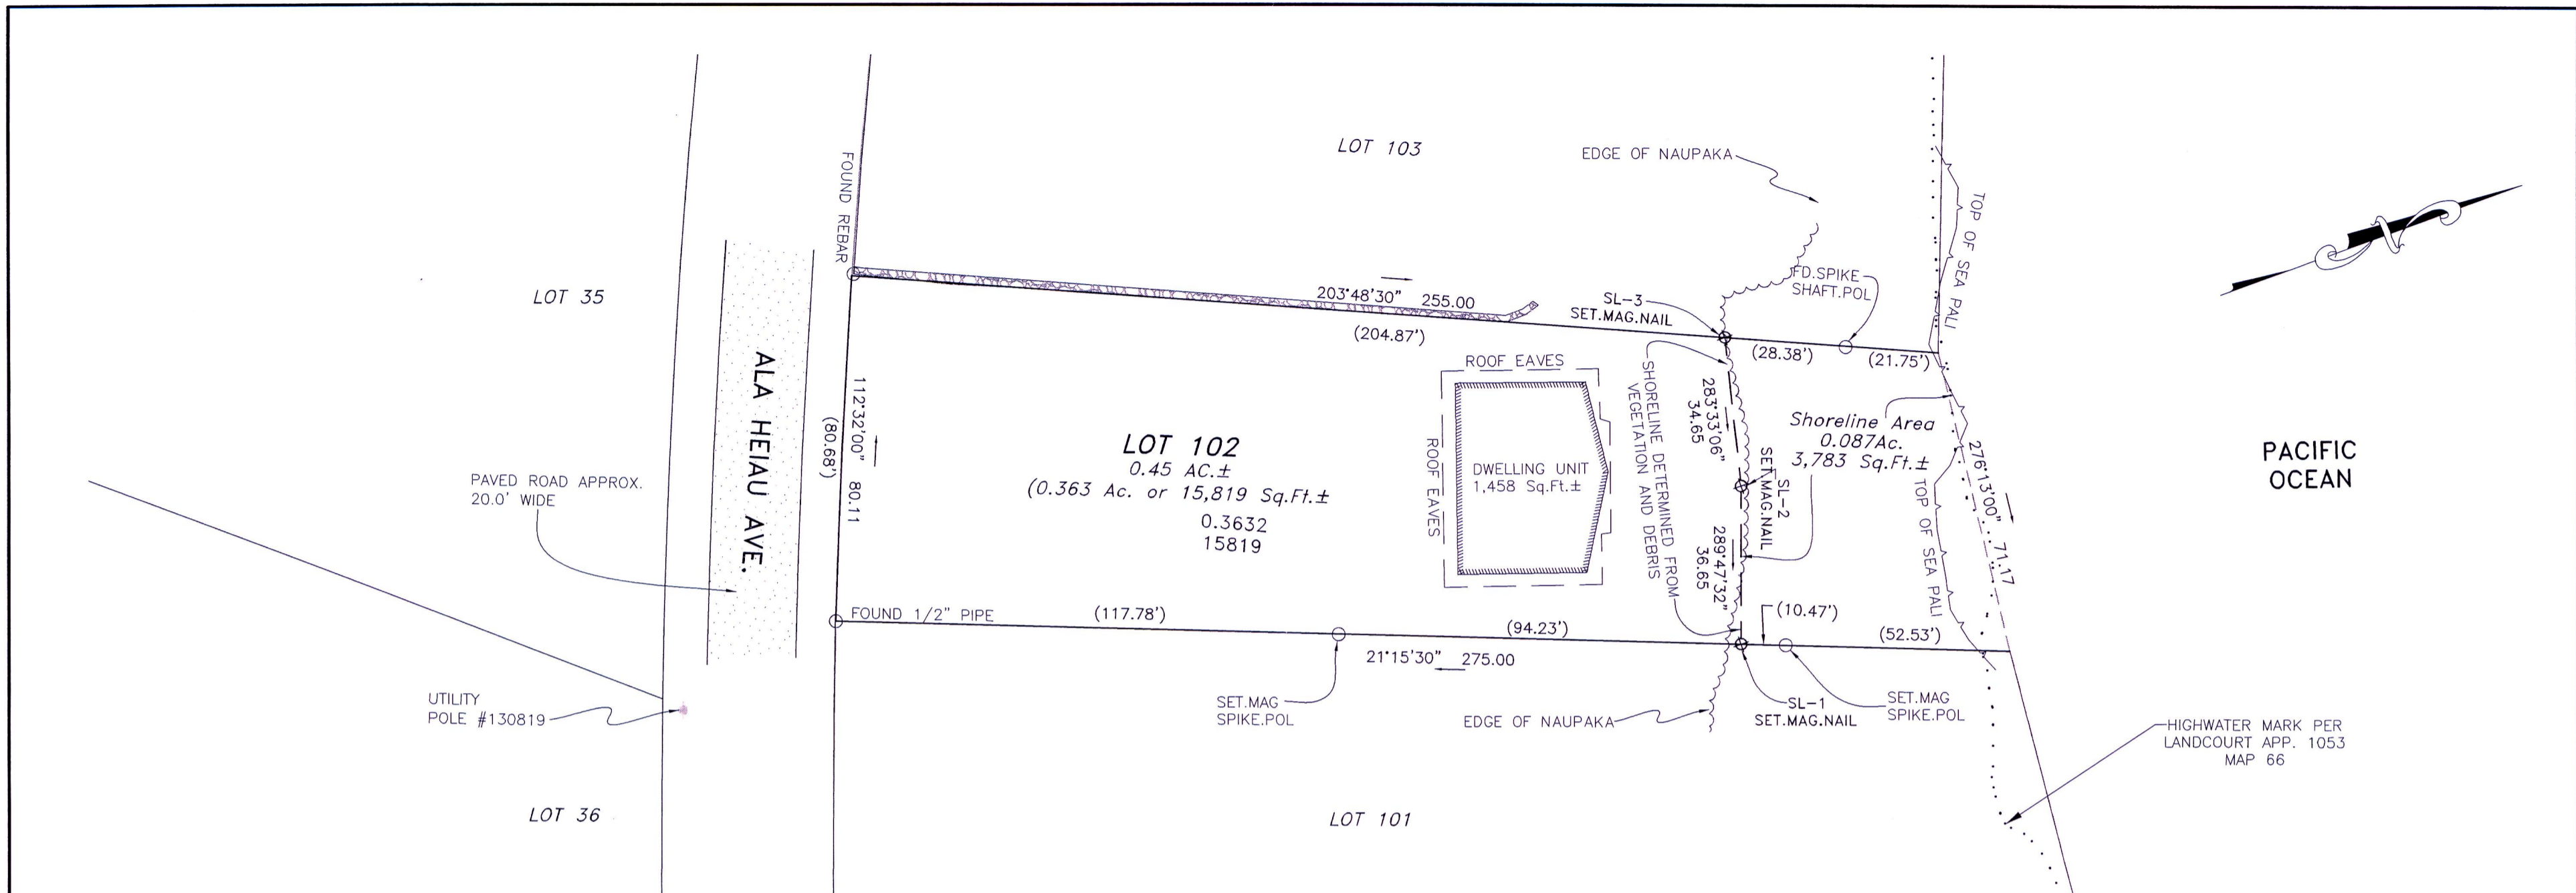 LOT 103
EDGE OF NAUPAKA
FOUND REBAR
TOP OF SEA PALI
LOT 35
203°48'30" 255.00
(204.87')
SL-3
SET.MAG.NAIL
FD.SPIKE
SHAFT.POL
(28.38')
(21.75')
N
ALA HEIAU AVE.
112°32'00" 80.11
(80.68')
LOT 102
0.45 AC.±
(0.363 Ac. or 15,819 Sq.Ft.±
0.3632
15819
ROOF EAVES
ROOF EAVES
DWELLING UNIT
1,458 Sq.Ft.±
SHORELINE DETERMINED FROM
VEGETATION AND DEBRIS
283°33'06"
34.65
SL-2
SET.MAG.NAIL
289°47'32"
36.65
Shoreline Area
0.087Ac.
3,783 Sq.Ft.±
TOP OF SEA PALI
276°13'00" 71.17
PACIFIC
OCEAN
PAVED ROAD APPROX.
20.0' WIDE
FOUND 1/2" PIPE
(117.78')
(94.23')
(10.47')
(52.53')
21°15'30" 275.00
UTILITY
POLE #130819
SET.MAG
SPIKE.POL
EDGE OF NAUPAKA
SL-1
SET.MAG.NAIL
SET.MAG
SPIKE.POL
HIGHWATER MARK PER
LANDCOURT APP. 1053
MAP 66
LOT 36
LOT 101